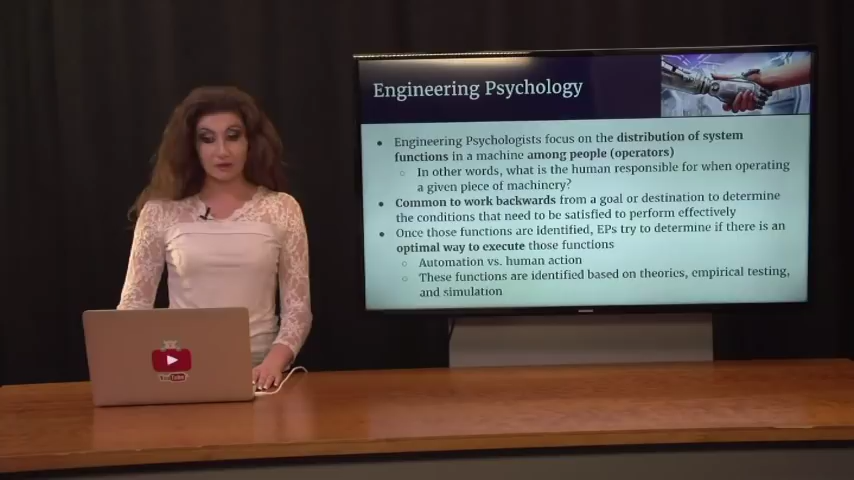 Engineering Psychology
● Engineering Psychologists focus on the distribution of system
functions in a machine among people (operators)
○ In other words, what is the human responsible for when operating
a given piece of machinery?
● Common to work backwards from a goal or destination to determine
the conditions that need to be satisfied to perform effectively
● Once those functions are identified, EPs try to determine if there is an
optimal way to execute those functions
○ Automation vs. human action
○ These functions are identified based on theories, empirical testing,
and simulation
YouTube